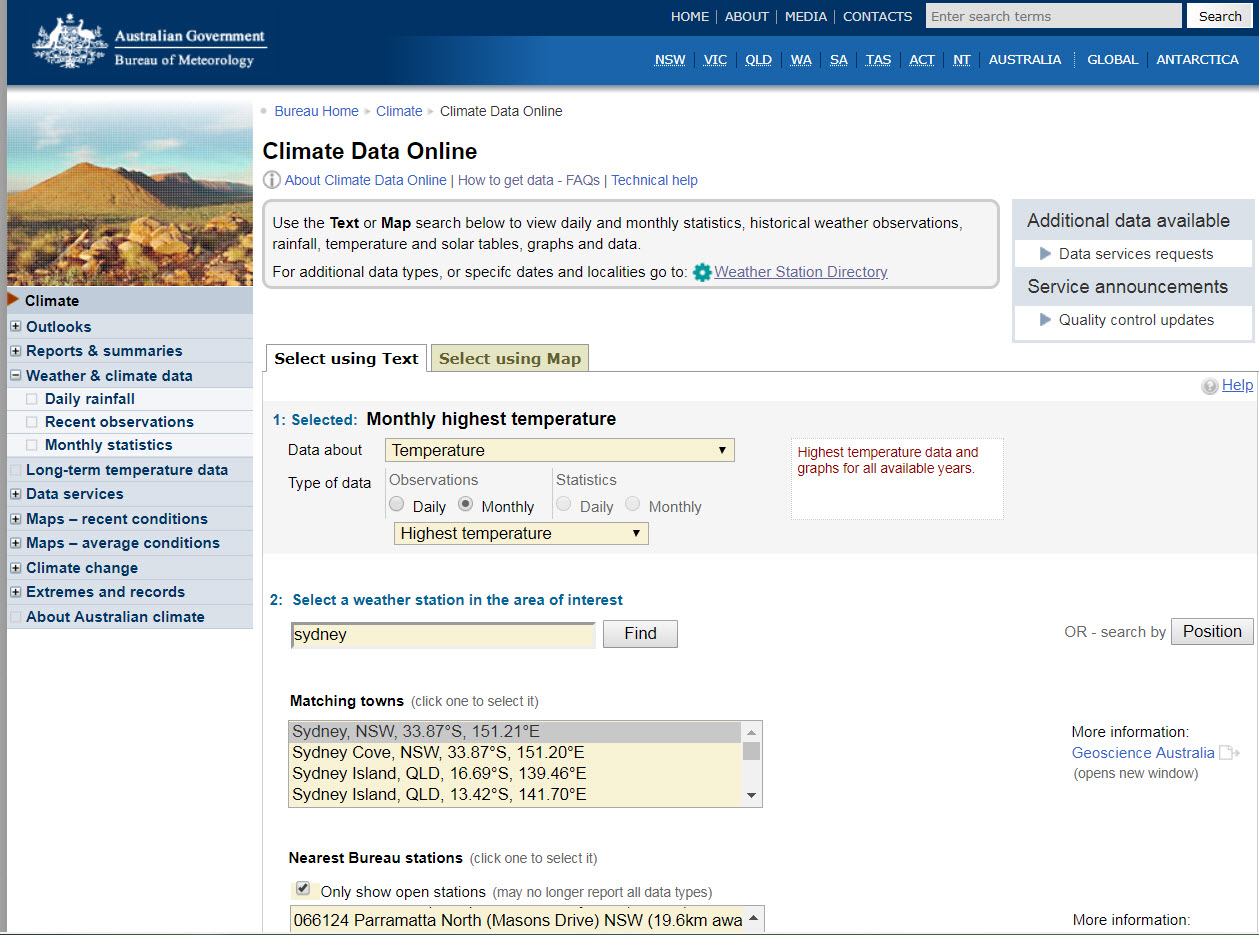 Australian Government
Bureau of Meteorology
HOME | ABOUT | MEDIA | CONTACTS
Enter search terms
Search
NSW VIC QLD WA SA TAS ACT NT AUSTRALIA GLOBAL ANTARCTICA
Bureau Home Climate Climate Data Online
Climate Data Online
About Climate Data Online | How to get data - FAQs | Technical help
Use the Text or Map search below to view daily and monthly statistics, historical weather observations,
rainfall, temperature and solar tables, graphs and data.
For additional data types, or specifc dates and localities go to: Weather Station Directory
Additional data available
Data services requests
Service announcements
Quality control updates
Climate
Outlooks
Reports & summaries
Weather & climate data
Daily rainfall
Recent observations
Monthly statistics
Long-term temperature data
Data services
Maps – recent conditions
Maps – average conditions
Climate change
Extremes and records
About Australian climate
Select using Text
Select using Map
Help
1: Selected: Monthly highest temperature
Data about Temperature
Type of data
Observations
Daily Monthly
Statistics
Daily Monthly
Highest temperature
Highest temperature data and
graphs for all available years.
2: Select a weather station in the area of interest
sydney
Find
OR - search by Position
Matching towns (click one to select it)
Sydney, NSW, 33.87°S, 151.21°E
Sydney Cove, NSW, 33.87°S, 151.20°E
Sydney Island, QLD, 16.69°S, 139.46°E
Sydney Island, QLD, 13.42°S, 141.70°E
More information:
Geoscience Australia
(opens new window)
Nearest Bureau stations (click one to select it)
Only show open stations (may no longer report all data types)
066124 Parramatta North (Masons Drive) NSW (19.6km awa
More information: